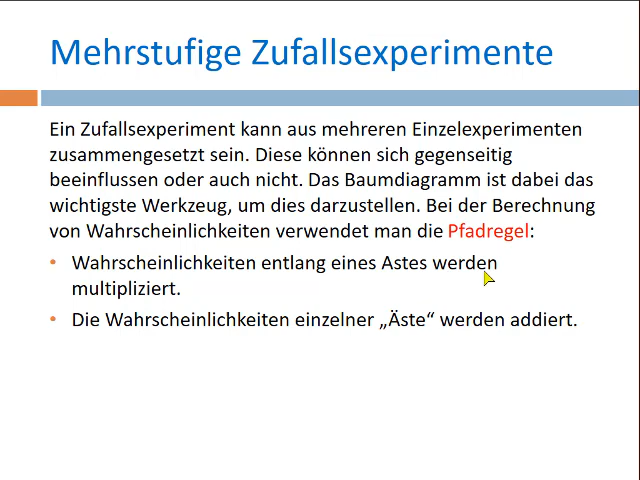 Mehrstufige Zufallsexperimente
Ein Zufallsexperiment kann aus mehreren Einzelexperimenten
zusammengesetzt sein. Diese können sich gegenseitig
beeinflussen oder auch nicht. Das Baumdiagramm ist dabei das
wichtigste Werkzeug, um dies darzustellen. Bei der Berechnung
von Wahrscheinlichkeiten verwendet man die Pfadregel:
• Wahrscheinlichkeiten entlang eines Astes werden
multipliziert.
• Die Wahrscheinlichkeiten einzelner „Äste“ werden addiert.